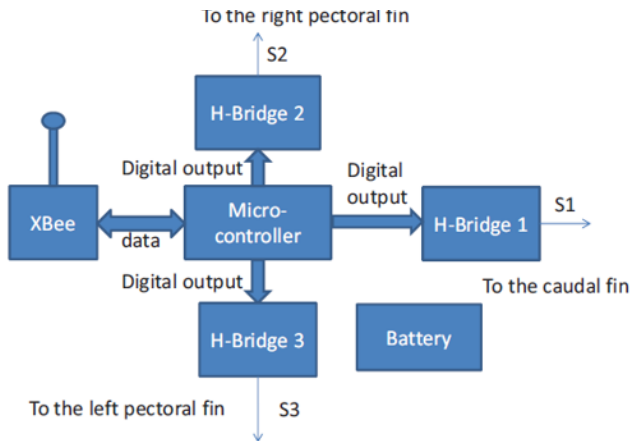 To the right pectoral fin
S2
H-Bridge 2
Digital output
Digital
output
XBee
data
Micro-
controller
H-Bridge 1
S1
Digital output
To the caudal fin
H-Bridge 3
Battery
To the left pectoral fin
S3